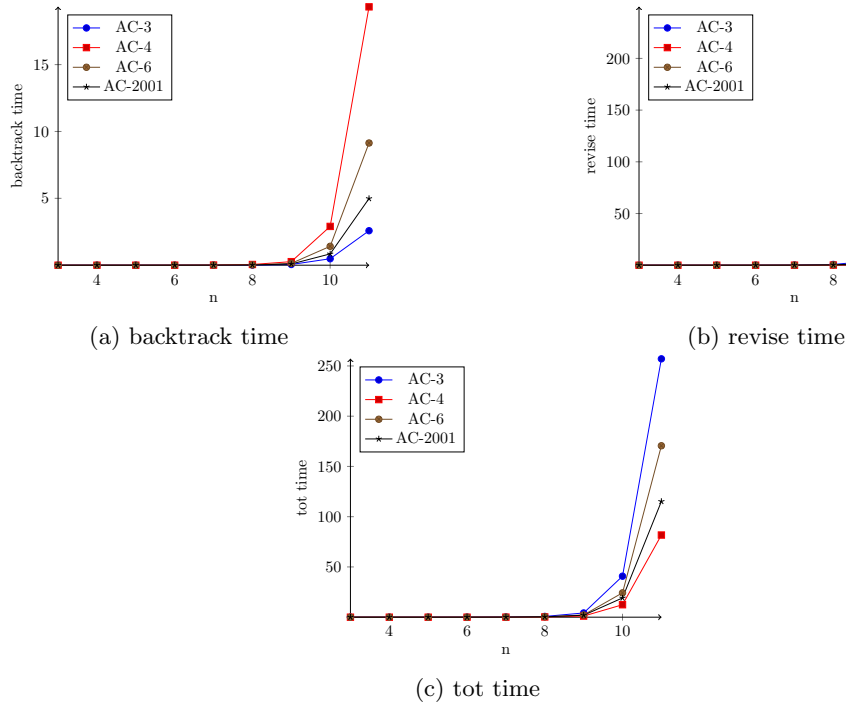 AC-3
AC-4
AC-6
AC-2001
15
10
5
backtrack time
4
6
8
10
n
(a) backtrack time
AC-3
AC-4
AC-6
AC-2001
200
150
100
50
revise time
4
6
8
n
(b) revise time
AC-3
AC-4
AC-6
AC-2001
250
200
150
100
50
tot time
4
6
8
10
n
(c) tot time